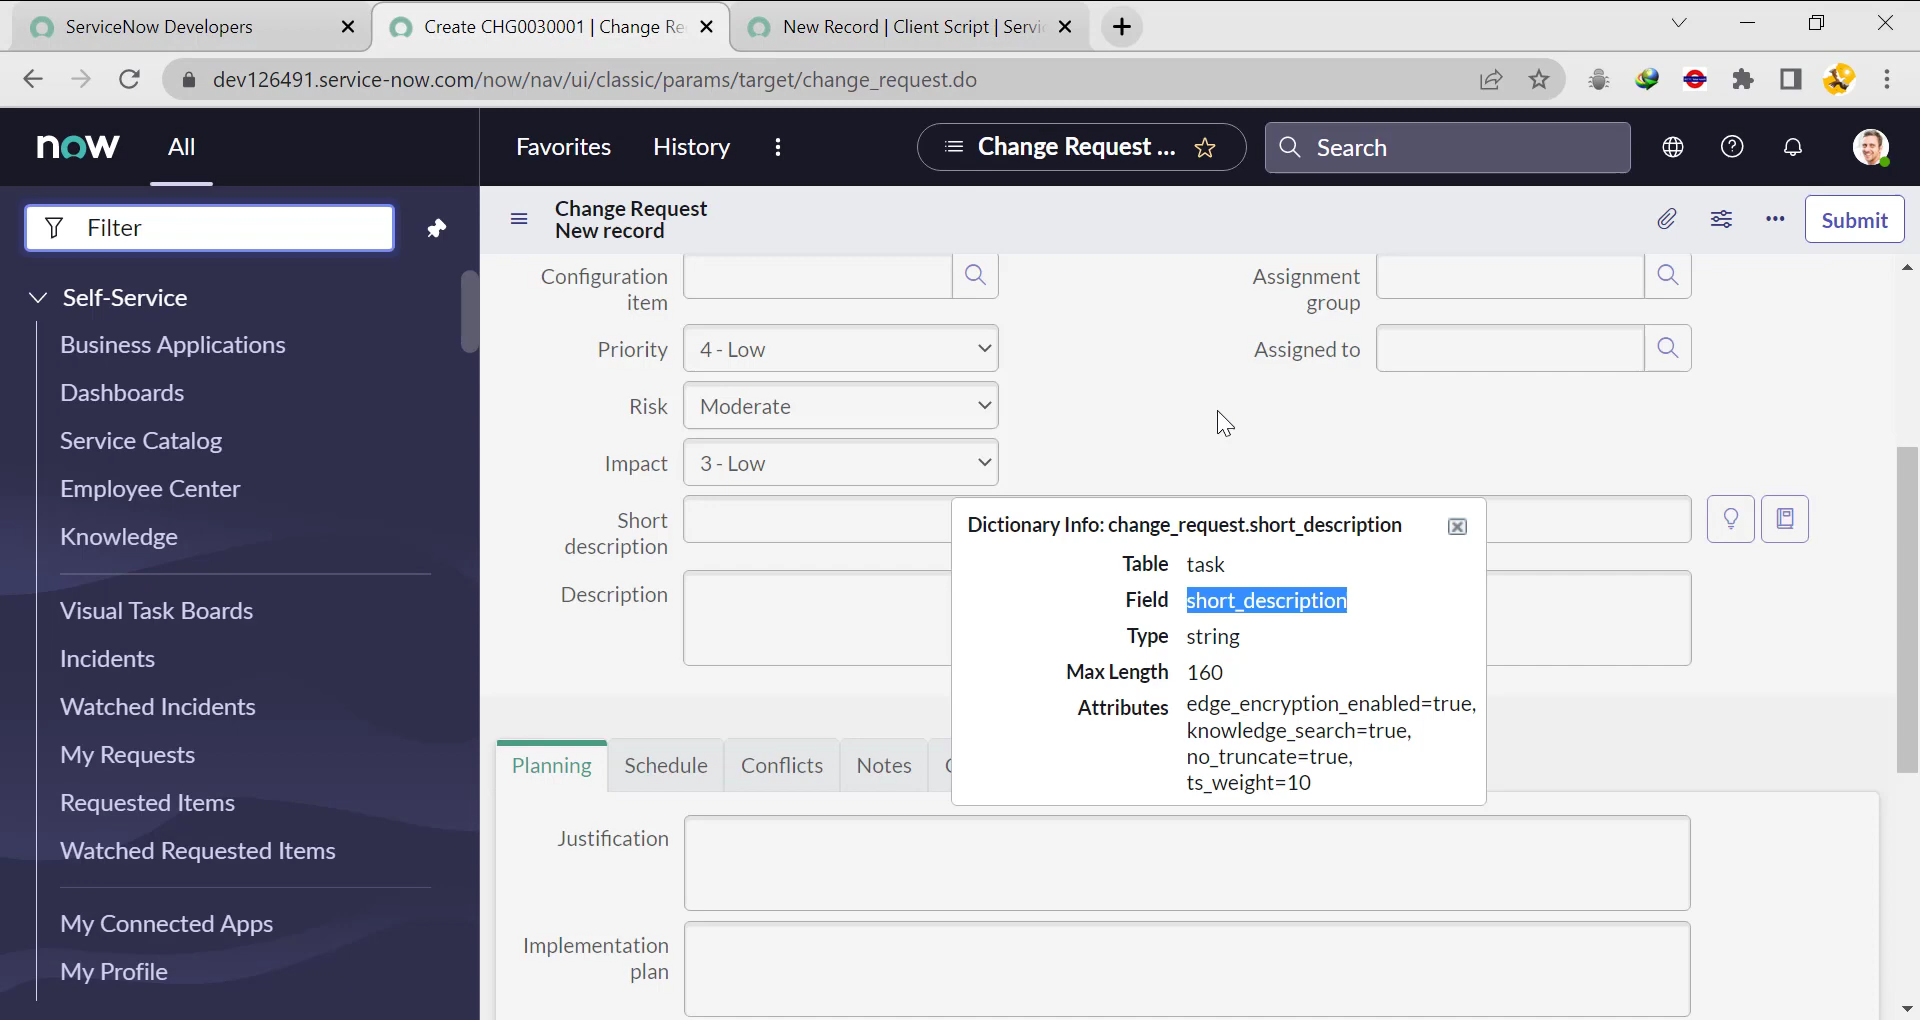 ServiceNow Developers
Create CHG0030001 | Change Re
New Record | Client Script | Servic
dev126491.service-now.com/now/nav/ui/classic/params/target/change_request.do
now
All
Favorites
History
Change Request ...
Search
Filter
Change Request
New record
Submit
Self-Service
Business Applications
Dashboards
Service Catalog
Employee Center
Knowledge
Visual Task Boards
Incidents
Watched Incidents
My Requests
Requested Items
Watched Requested Items
My Connected Apps
My Profile
Configuration
item
Assignment
group
Priority
4 - Low
Assigned to
Risk
Moderate
Impact
3 - Low
Short
description
Description
Dictionary Info: change_request.short_description
Table task
Field short_description
Type string
Max Length 160
Attributes edge_encryption_enabled=true,
knowledge_search=true,
no_truncate=true,
ts_weight=10
Planning
Schedule
Conflicts
Notes
Justification
Implementation
plan